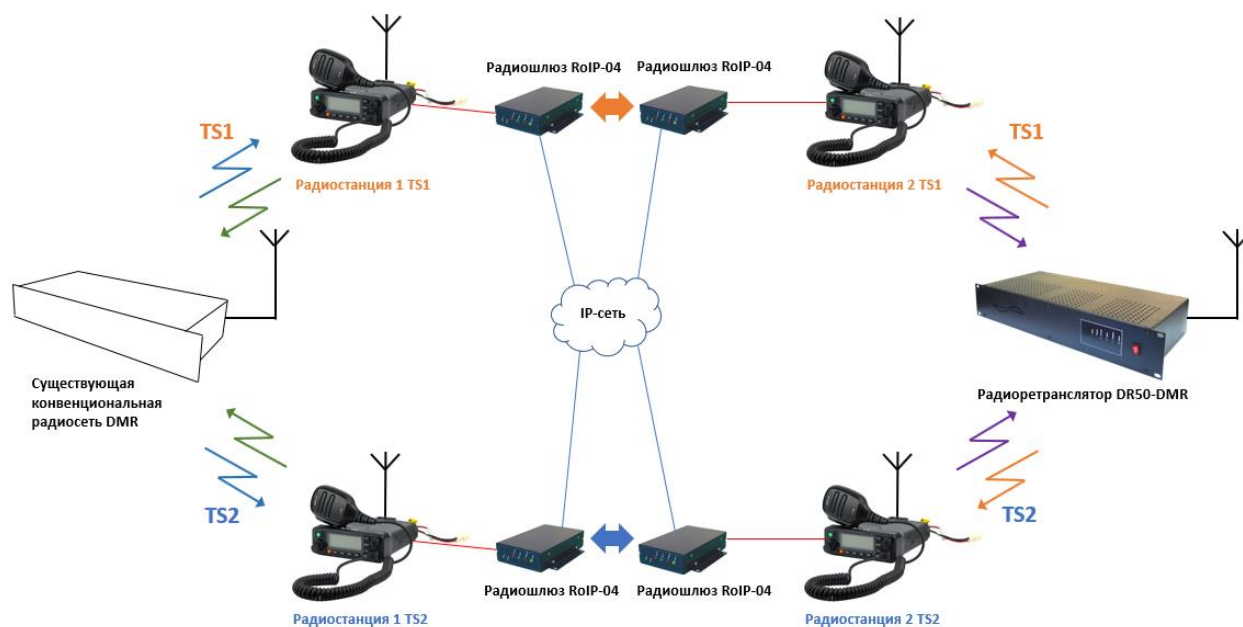 Радиошлюз RoIP-04
Радиошлюз RoIP-04
TS1
TS1
Радиостанция 1 TS1
Радиостанция 2 TS1
IP-сеть
Существующая
конвенциональная
радиосеть DMR
Радиоретранслятор DR50-DMR
TS2
TS2
Радиошлюз RoIP-04
Радиошлюз RoIP-04
Радиостанция 1 TS2
Радиостанция 2 TS2